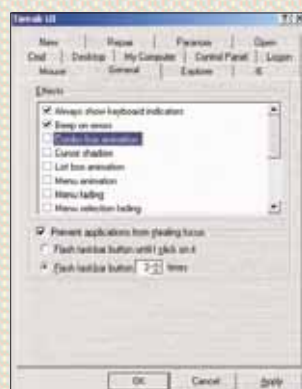 Tweak UI
New Repair Paranoia Open
Cmd Desktop My Computer Control Panel Logon
Mouse General Explorer IE
Effects
Always show keyboard indicators
Beep on errors
Combo box animation
Cursor shadow
List box animation
Menu animation
Menu fading
Menu selection fading
Prevent applications from stealing focus
Flash taskbar button until I click on it
Flash taskbar button 3 times
OK Cancel Apply